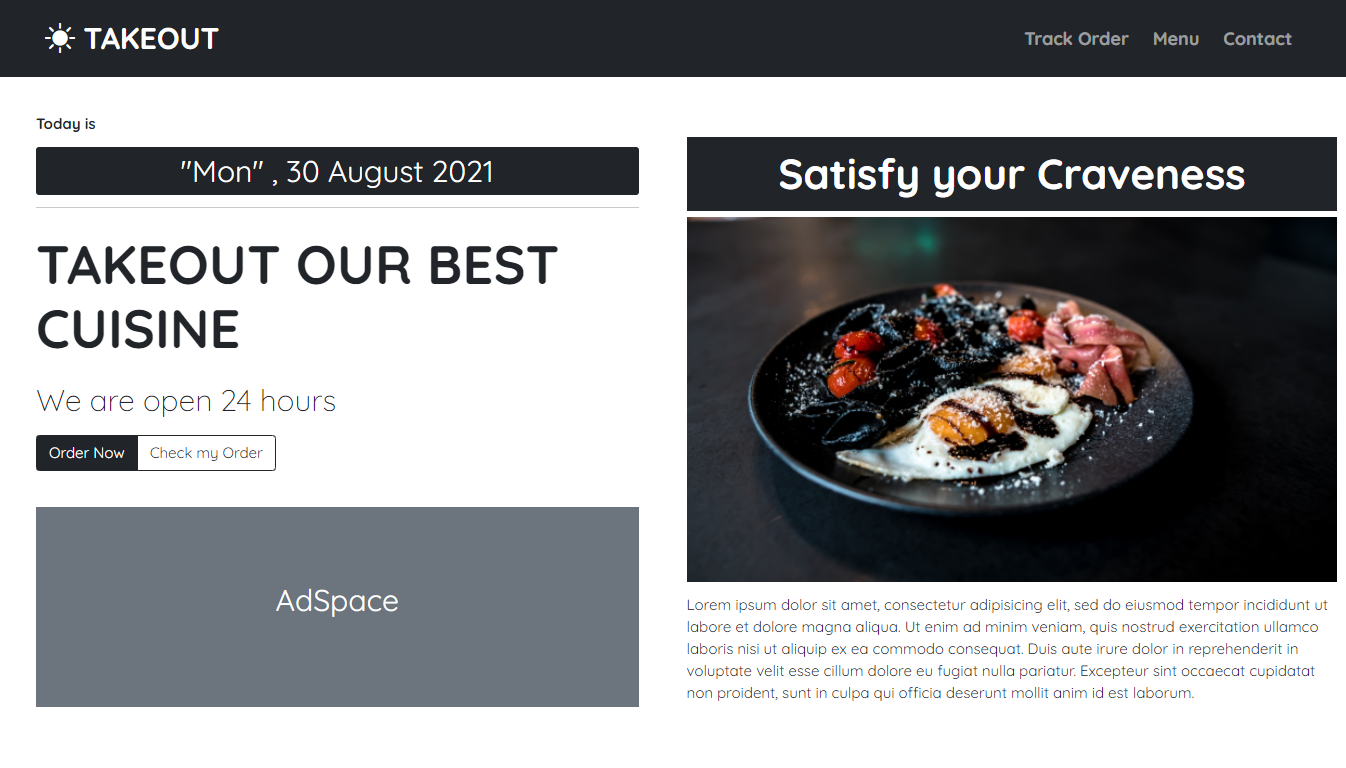 TAKEOUT
Track Order Menu Contact
Today is
"Mon" , 30 August 2021
TAKEOUT OUR BEST
CUISINE
We are open 24 hours
Order Now Check my Order
AdSpace
Satisfy your Craveness
Lorem ipsum dolor sit amet, consectetur adipisicing elit, sed do eiusmod tempor incididunt ut
labore et dolore magna aliqua. Ut enim ad minim veniam, quis nostrud exercitation ullamco
laboris nisi ut aliquip ex ea commodo consequat. Duis aute irure dolor in reprehenderit in
voluptate velit esse cillum dolore eu fugiat nulla pariatur. Excepteur sint occaecat cupidatat
non proident, sunt in culpa qui officia deserunt mollit anim id est laborum.